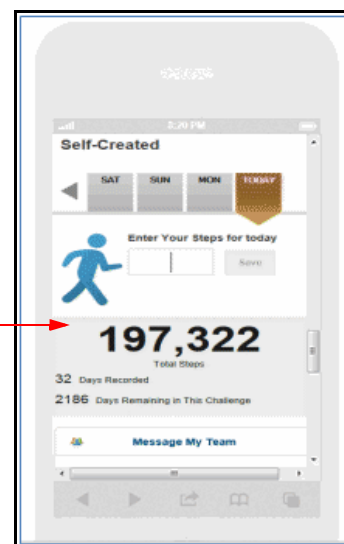 3:20 PM
Self-Created
SAT SUN MON TODAY
Enter Your Steps for today
Save
197,322
Total Steps
32 Days Recorded
2186 Days Remaining in This Challenge
Message My Team